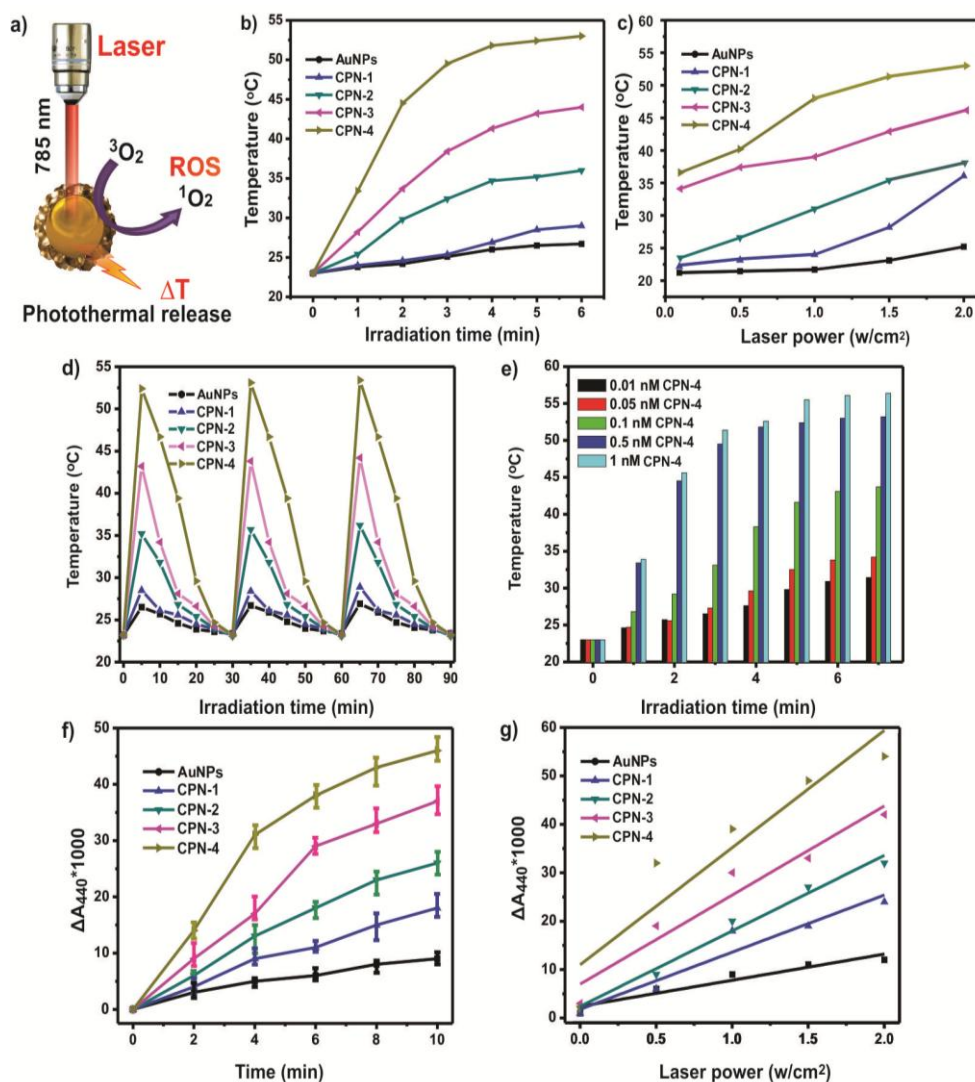 a)
Laser
785 nm
³O₂
ROS
¹O₂
ΔT
Photothermal release
b)
55
50
45
40
35
30
25
20
Temperature (ºC)
AuNPs
CPN-1
CPN-2
CPN-3
CPN-4
0 1 2 3 4 5 6
Irradiation time (min)
c)
55
50
45
40
35
30
25
20
Temperature (ºC)
AuNPs
CPN-1
CPN-2
CPN-3
CPN-4
0.0 0.5 1.0 1.5 2.0
Laser power (w/cm²)
d)
55
50
45
40
35
30
25
20
Temperature (ºC)
AuNPs
CPN-1
CPN-2
CPN-3
CPN-4
0 10 20 30 40 50 60 70 80 90
Irradiation time (min)
e)
60
55
50
45
40
35
30
25
20
Temperature (ºC)
0.01 nM CPN-4
0.05 nM CPN-4
0.1 nM CPN-4
0.5 nM CPN-4
1 nM CPN-4
0 2 4 6
Irradiation time (min)
f)
50
40
30
20
10
0
ΔA₄₄₀*1000
AuNPs
CPN-1
CPN-2
CPN-3
CPN-4
0 2 4 6 8 10
Time (min)
g)
60
50
40
30
20
10
0
ΔA₄₄₀*1000
AuNPs
CPN-1
CPN-2
CPN-3
CPN-4
0.0 0.5 1.0 1.5 2.0
Laser power (w/cm²)